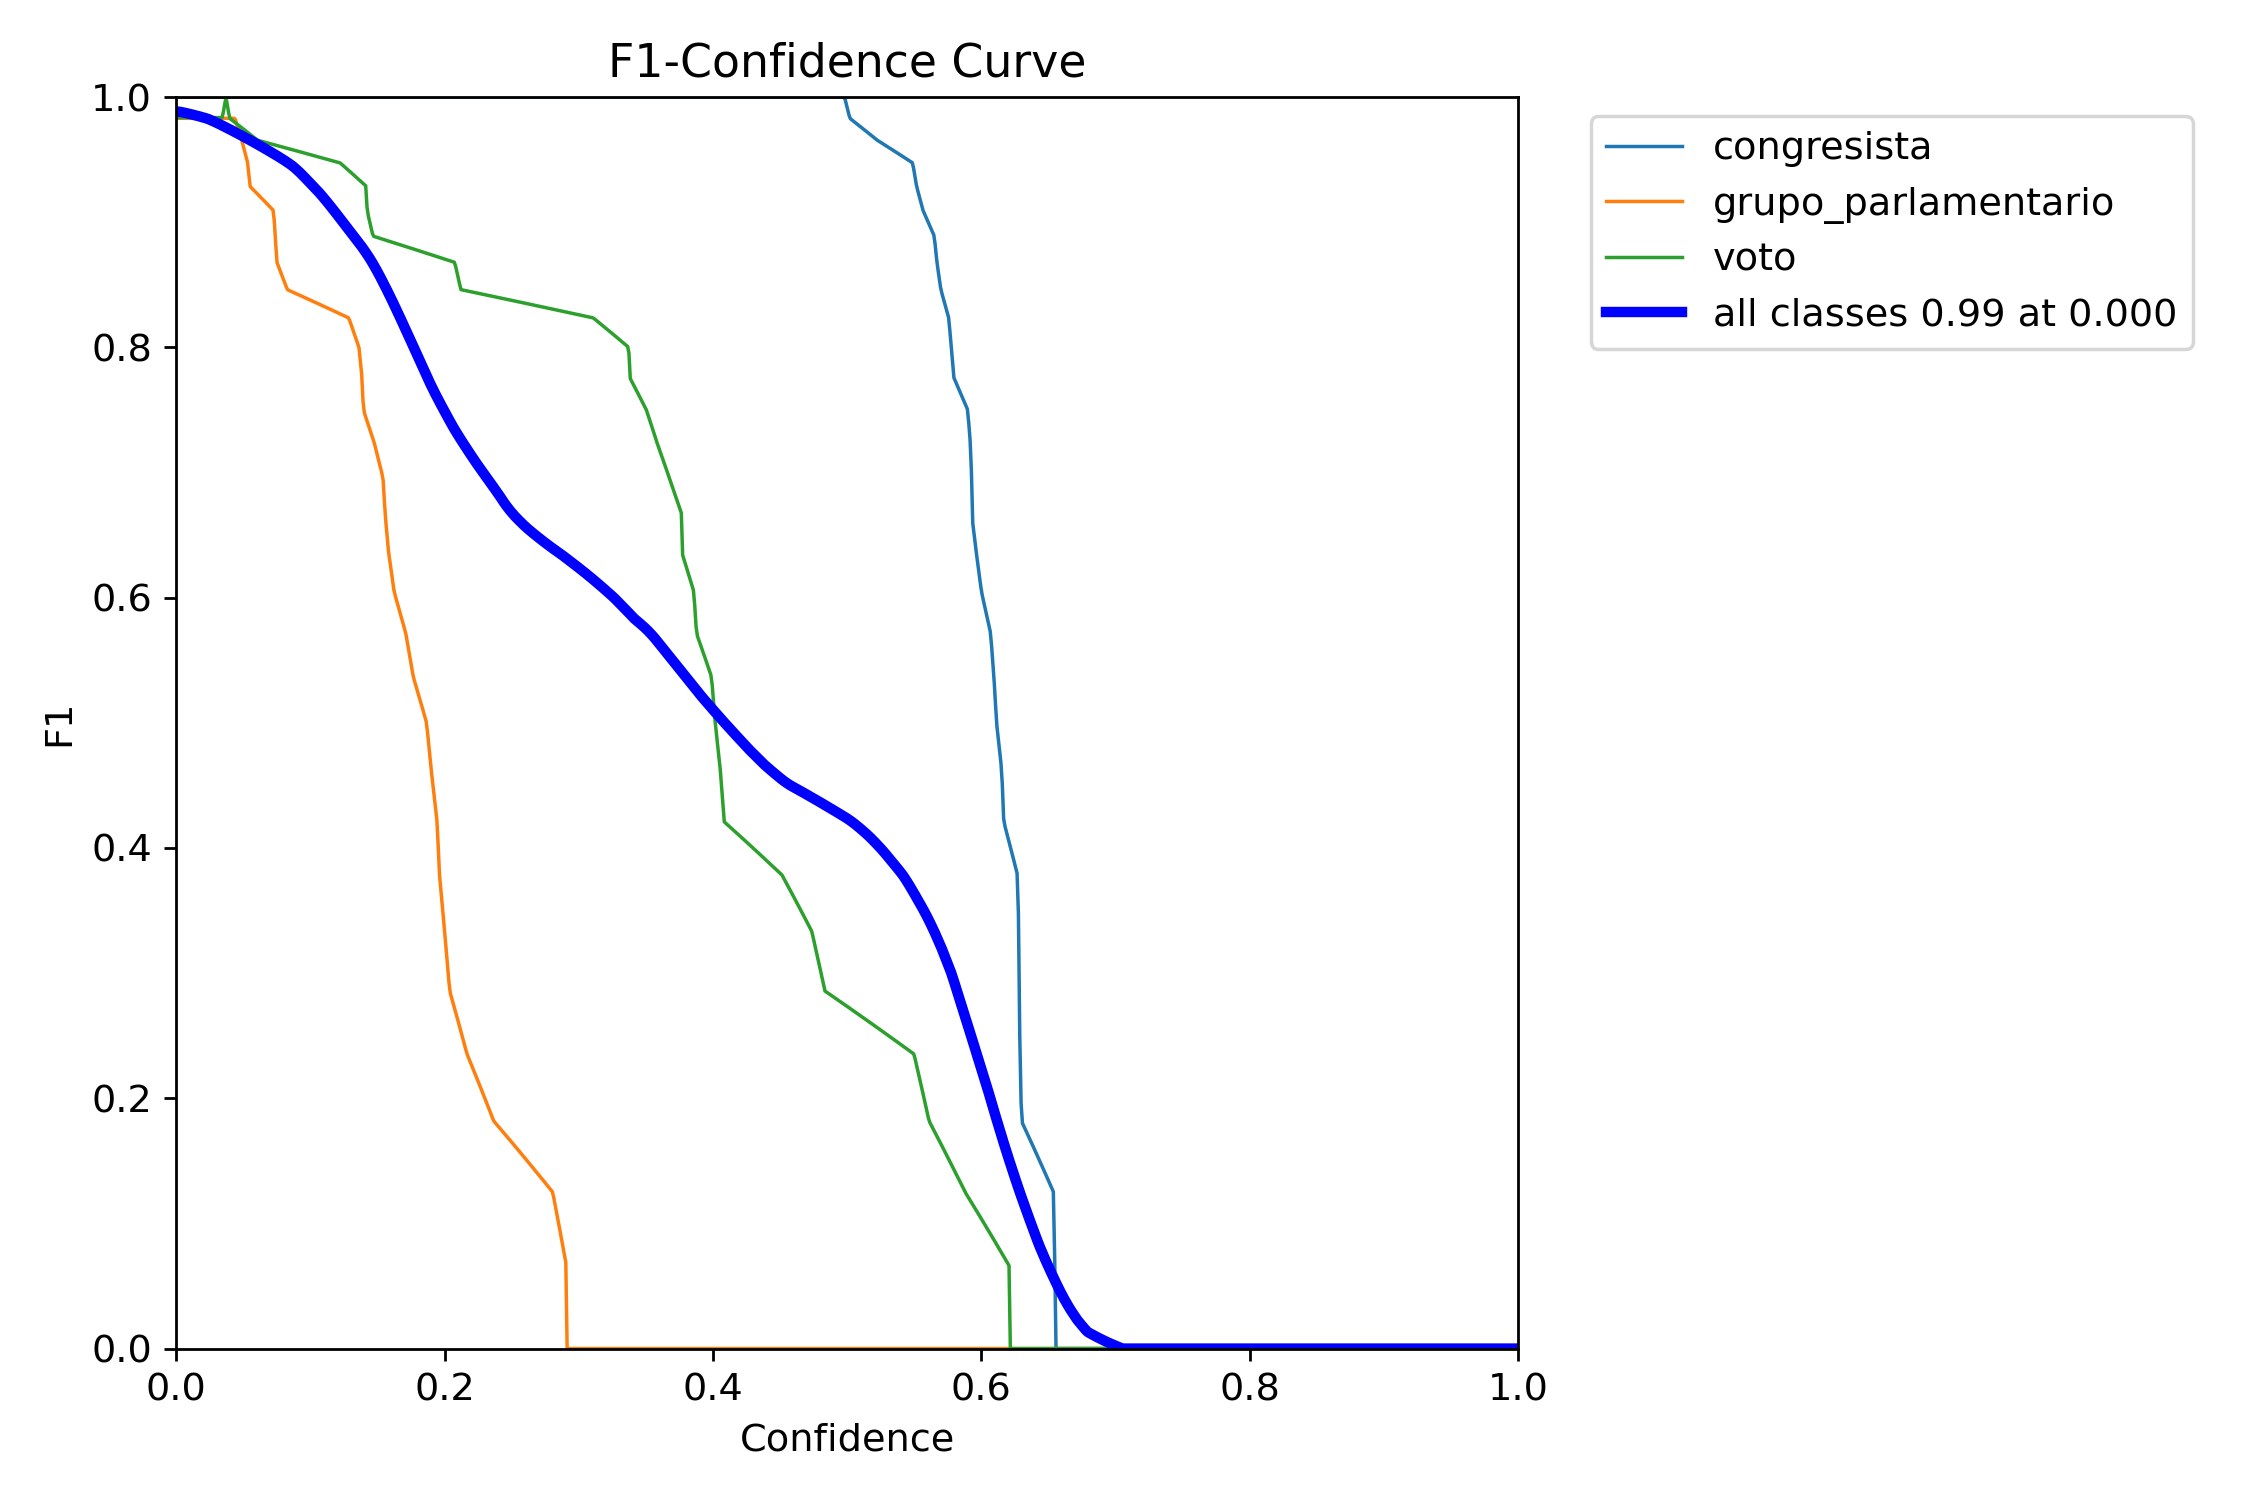 F1-Confidence Curve
1.0
0.8
0.6
0.4
0.2
0.0
F1
0.0 0.2 0.4 0.6 0.8 1.0
Confidence
congresista
grupo_parlamentario
voto
all classes 0.99 at 0.000